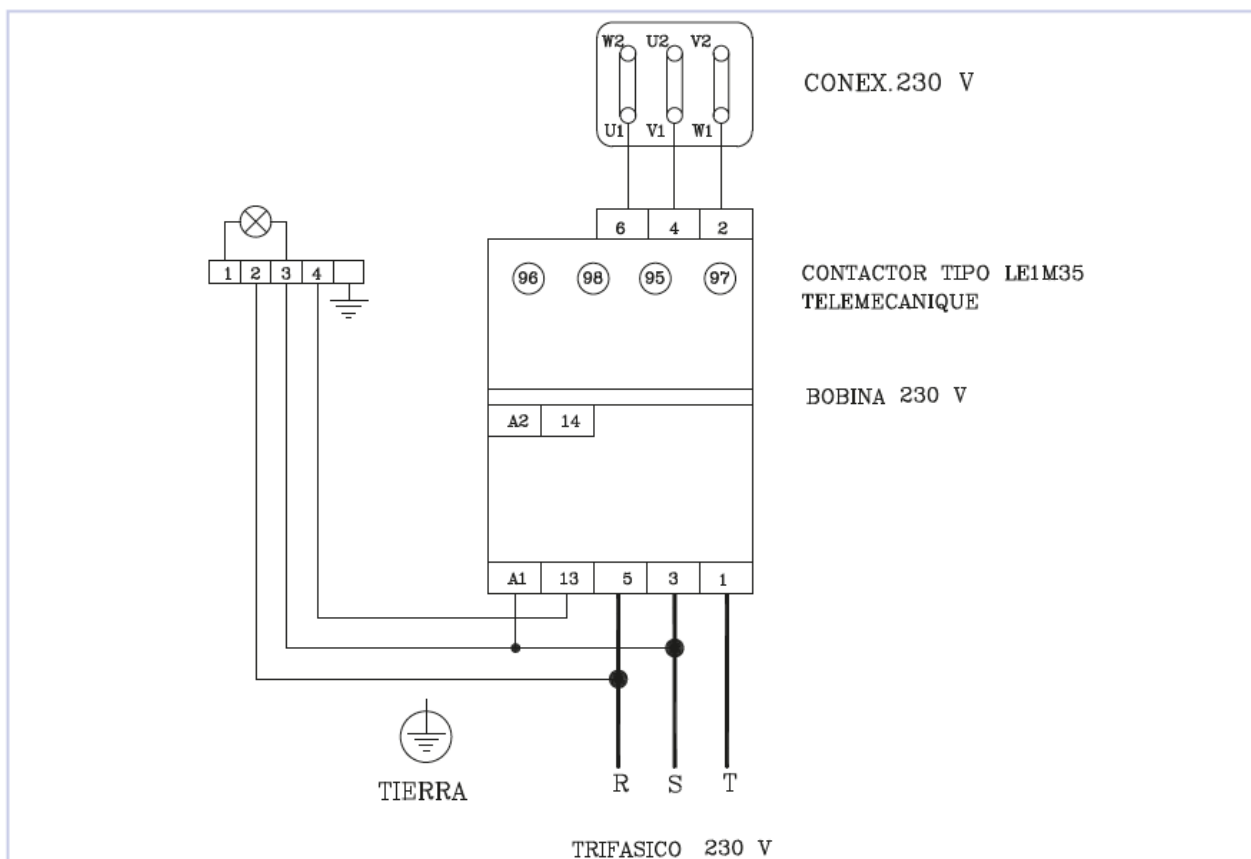 W2 U2 V2
CONEX.230 V
U1 V1 W1
6 4 2
1 2 3 4
96 98 95 97
CONTACTOR TIPO LE1M35
TELEMECANIQUE
BOBINA 230 V
A2 14
A1 13 5 3 1
TIERRA
R S T
TRIFASICO 230 V